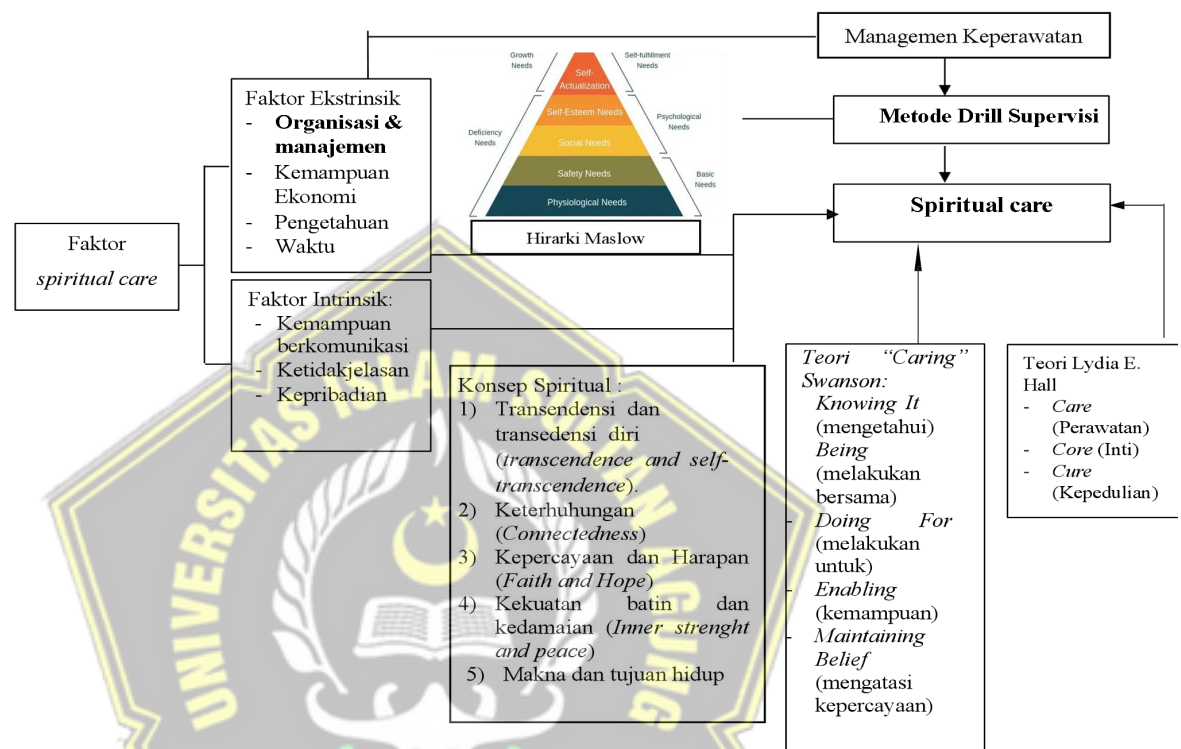 Managemen Keperawatan
Metode Drill Supervisi
Spiritual care
Growth
Needs
Self-fulfillment
Needs
Deficiency
Needs
Psychological
Needs
Basic
Needs
Self-
Actualization
Self-Esteem Needs
Social Needs
Safety Needs
Physiological Needs
Hirarki Maslow
Faktor
spiritual care
Faktor Ekstrinsik
- Organisasi &
manajemen
- Kemampuan
Ekonomi
- Pengetahuan
- Waktu
Faktor Intrinsik:
- Kemampuan
berkomunikasi
- Ketidakjelasan
- Kepribadian
Konsep Spiritual :
1) Transendensi dan
transedensi diri
(transcendence and self-
transcendence).
2) Keterhuhungan
(Connectedness)
3) Kepercayaan dan Harapan
(Faith and Hope)
4) Kekuatan batin dan
kedamaian (Inner strenght
and peace)
5) Makna dan tujuan hidup
Teori “Caring”
Swanson:
Knowing It
(mengetahui)
Being
(melakukan
bersama)
- Doing For
(melakukan
untuk)
- Enabling
(kemampuan)
- Maintaining
Belief
(mengatasi
kepercayaan)
Teori Lydia E.
Hall
- Care
(Perawatan)
- Core (Inti)
- Cure
(Kepedulian)
UNIVERSITAS ISLAM SULTAN AGUNG